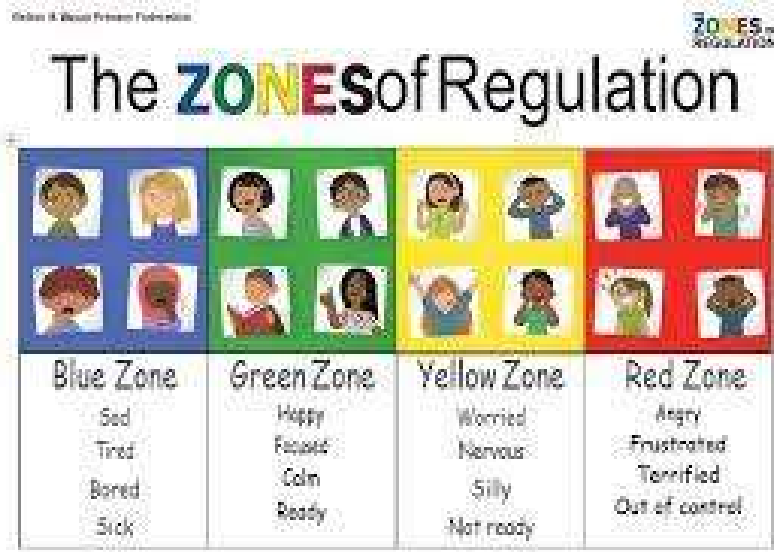 ZONES of
REGULATION
The ZONES of Regulation
Blue Zone
Sad
Tired
Bored
Sick
Green Zone
Happy
Focused
Calm
Ready
Yellow Zone
Worried
Nervous
Silly
Not ready
Red Zone
Angry
Frustrated
Terrified
Out of control